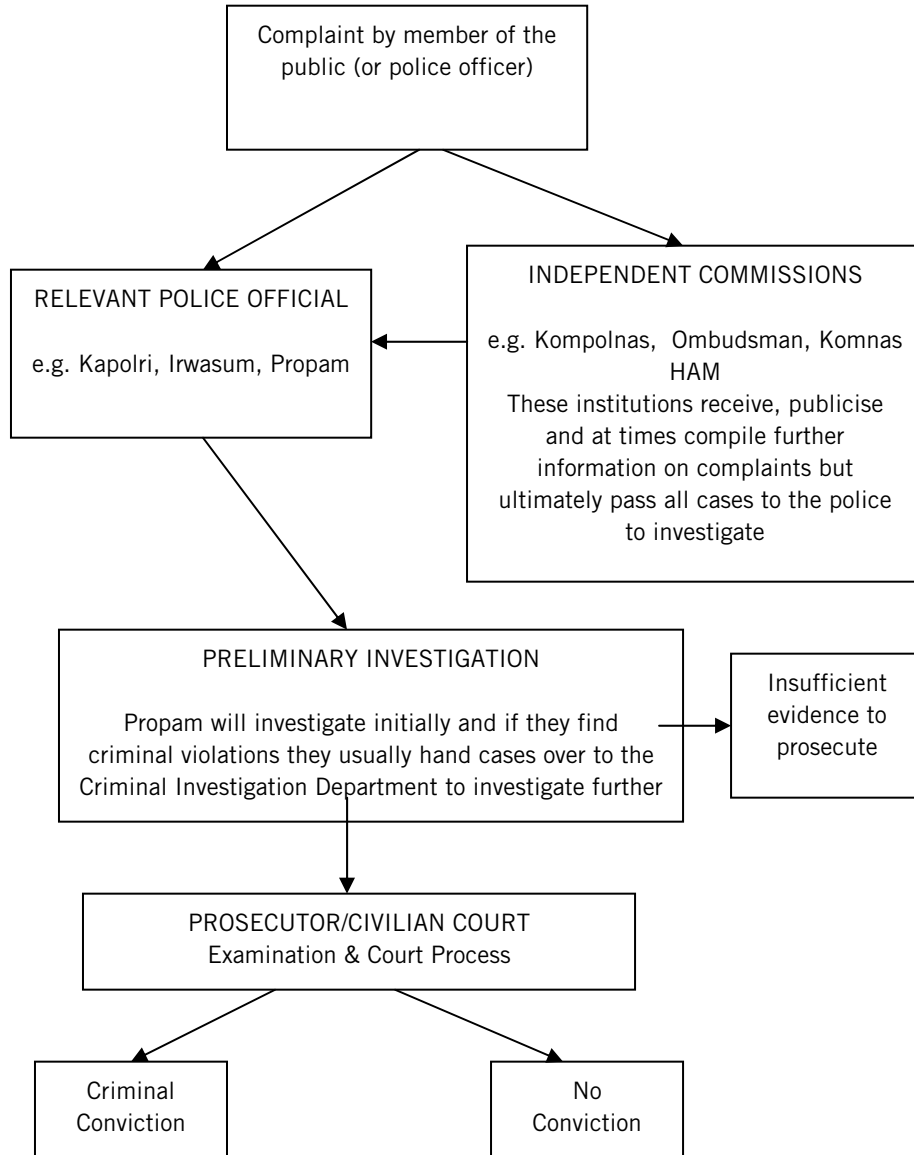 Complaint by member of the
public (or police officer)
RELEVANT POLICE OFFICIAL
e.g. Kapolri, Irwasum, Propam
INDEPENDENT COMMISSIONS
e.g. Kompolnas, Ombudsman, Komnas
HAM
These institutions receive, publicise
and at times compile further
information on complaints but
ultimately pass all cases to the police
to investigate
PRELIMINARY INVESTIGATION
Propam will investigate initially and if they find
criminal violations they usually hand cases over to the
Criminal Investigation Department to investigate further
Insufficient
evidence to
prosecute
PROSECUTOR/CIVILIAN COURT
Examination & Court Process
Criminal
Conviction
No
Conviction